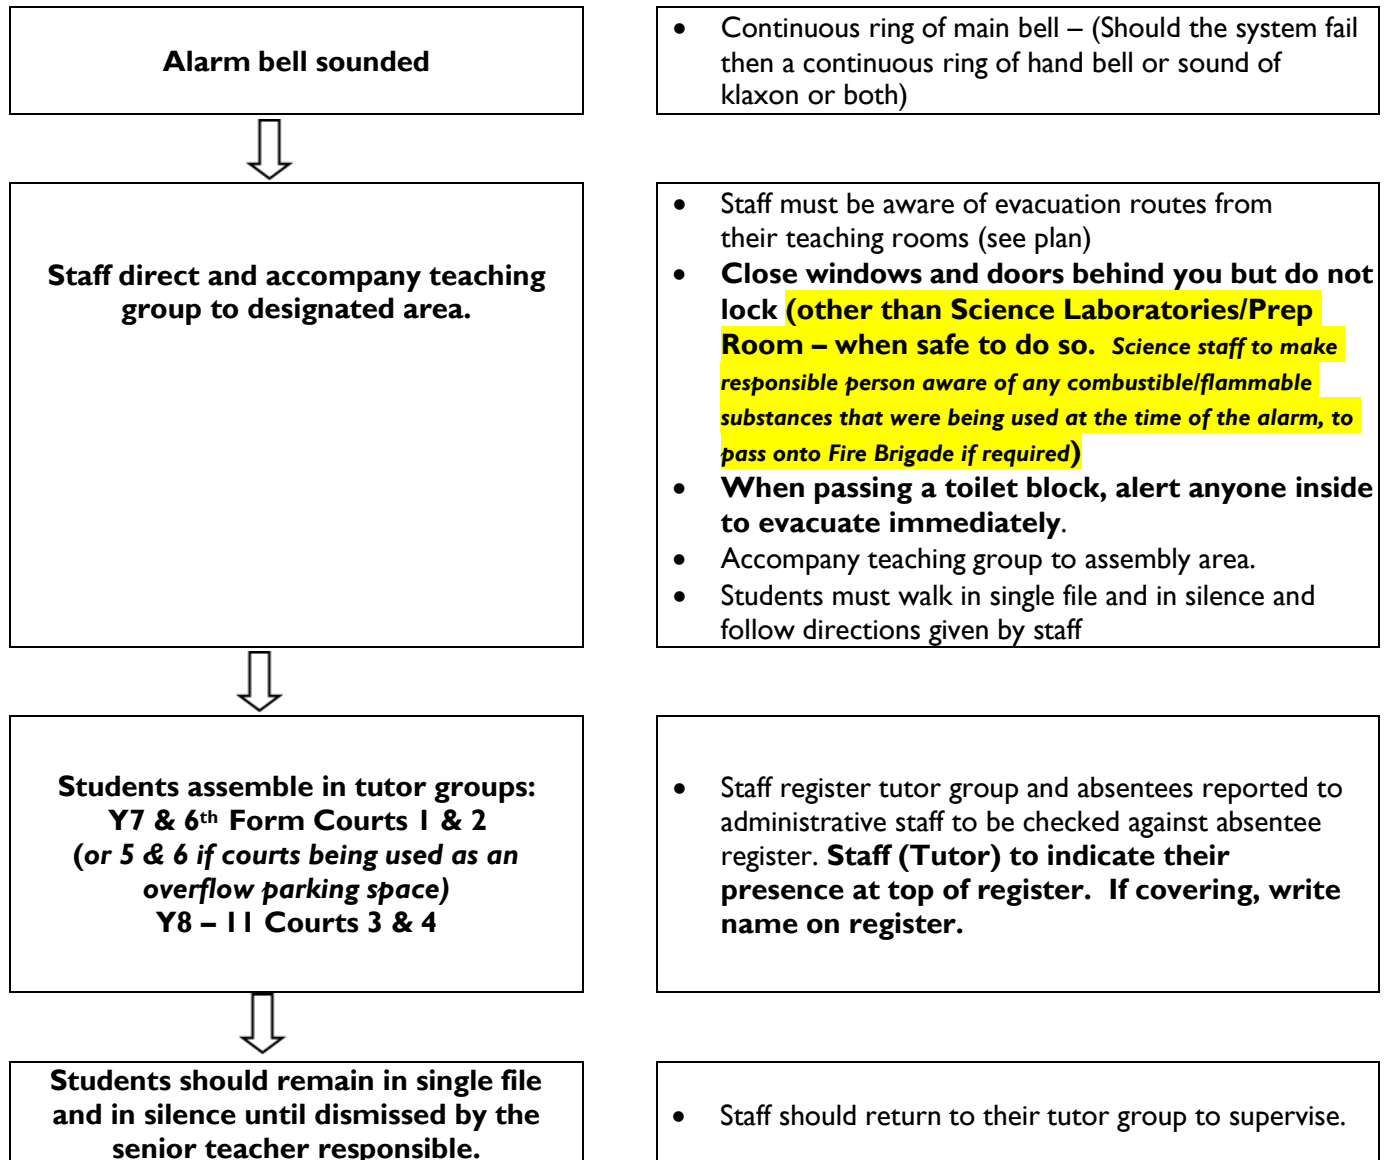 Alarm bell sounded
• Continuous ring of main bell – (Should the system fail
then a continuous ring of hand bell or sound of
klaxon or both)
Staff direct and accompany teaching
group to designated area.
• Staff must be aware of evacuation routes from
their teaching rooms (see plan)
• Close windows and doors behind you but do not
lock (other than Science Laboratories/Prep
Room – when safe to do so. Science staff to make
responsible person aware of any combustible/flammable
substances that were being used at the time of the alarm, to
pass onto Fire Brigade if required)
• When passing a toilet block, alert anyone inside
to evacuate immediately.
• Accompany teaching group to assembly area.
• Students must walk in single file and in silence and
follow directions given by staff
Students assemble in tutor groups:
Y7 & 6th Form Courts 1 & 2
(or 5 & 6 if courts being used as an
overflow parking space)
Y8 – 11 Courts 3 & 4
• Staff register tutor group and absentees reported to
administrative staff to be checked against absentee
register. Staff (Tutor) to indicate their
presence at top of register. If covering, write
name on register.
Students should remain in single file
and in silence until dismissed by the
senior teacher responsible.
• Staff should return to their tutor group to supervise.